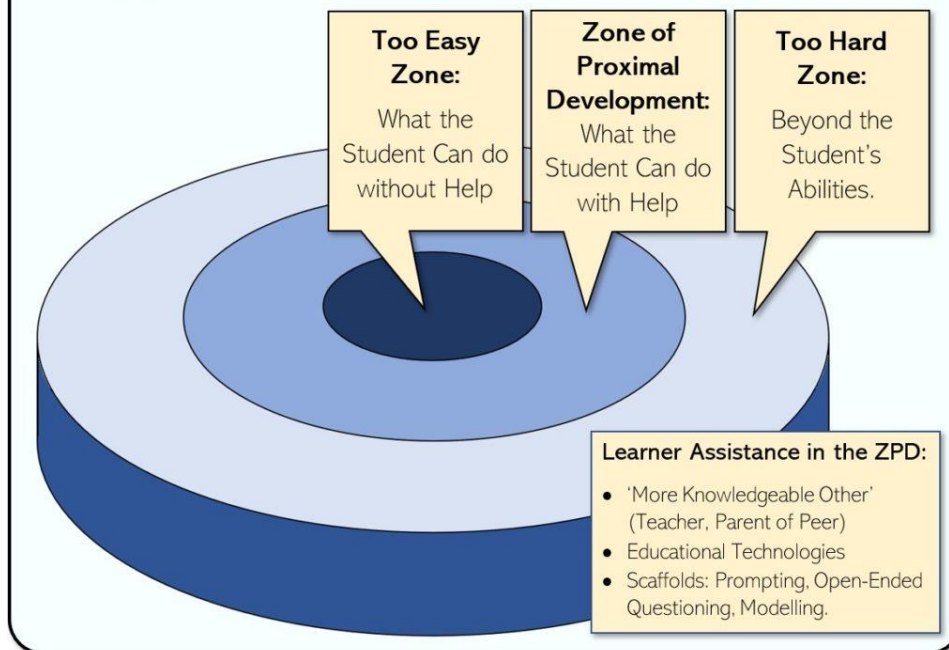 Too Easy
Zone:
What the
Student Can do
without Help
Zone of
Proximal
Development:
What the
Student Can do
with Help
Too Hard
Zone:
Beyond the
Student's
Abilities.
Learner Assistance in the ZPD:
• 'More Knowledgeable Other'
(Teacher, Parent of Peer)
• Educational Technologies
• Scaffolds: Prompting, Open-Ended
Questioning, Modelling.